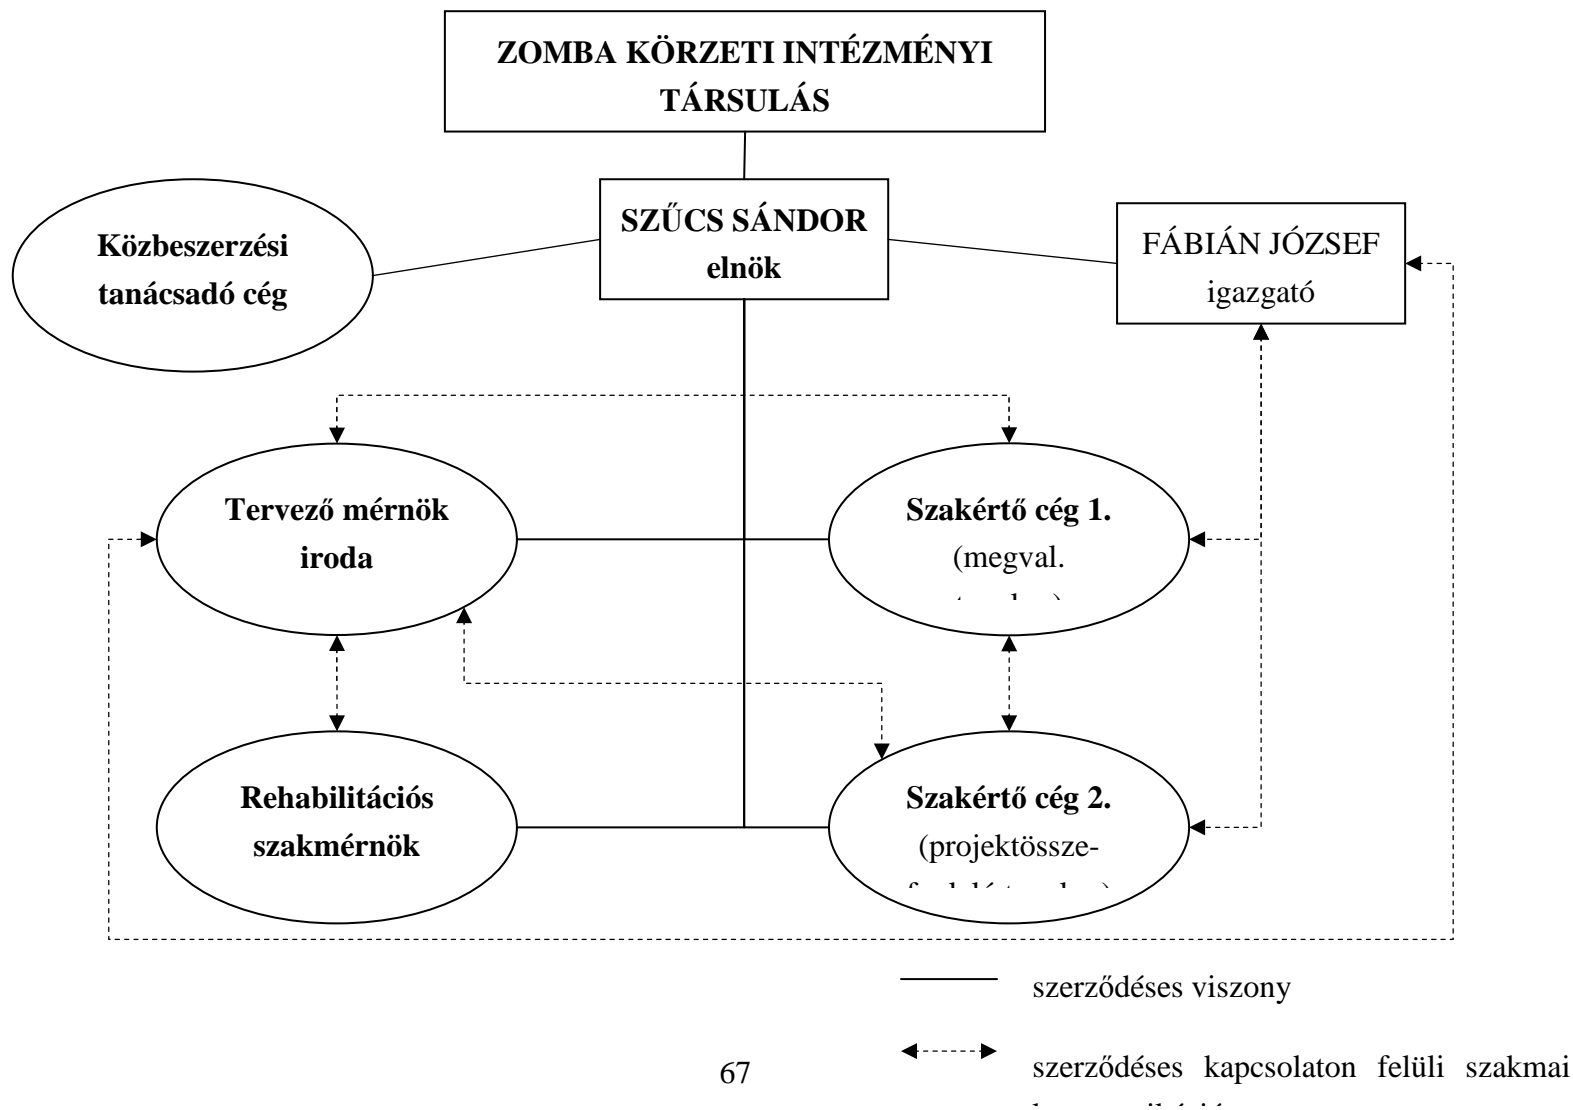 ZOMBA KÖRZETI INTÉZMÉNYI
TÁRSULÁS
SZŰCS SÁNDOR
elnök
Közbeszerzési
tanácsadó cég
FÁBIÁN JÓZSEF
igazgató
Tervező mérnök
iroda
Szakértő cég 1.
(megval.
Rehabilitációs
szakmérnök
Szakértő cég 2.
(projektössze-
szerződéses viszony
szerződéses kapcsolaton felüli szakmai
67